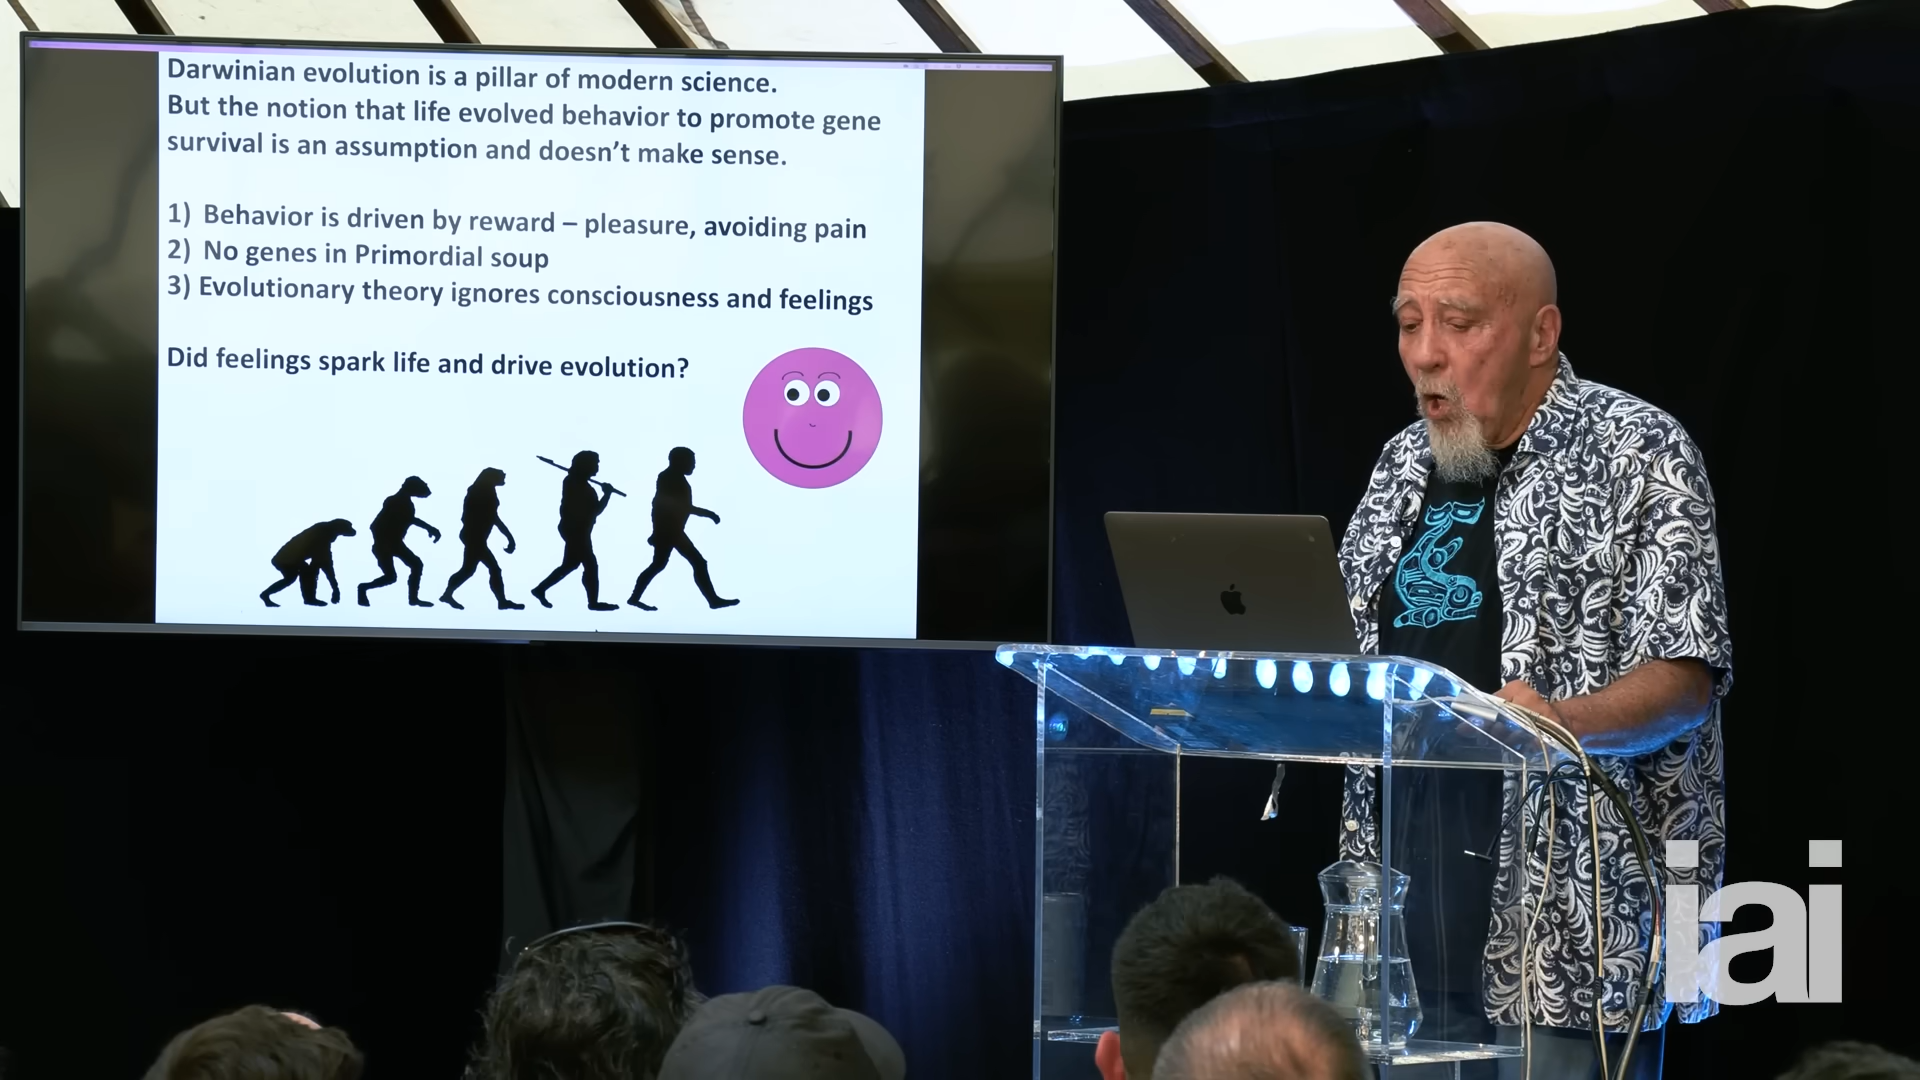 Darwinian evolution is a pillar of modern science.
But the notion that life evolved behavior to promote gene
survival is an assumption and doesn't make sense.
1) Behavior is driven by reward – pleasure, avoiding pain
2) No genes in Primordial soup
3) Evolutionary theory ignores consciousness and feelings
Did feelings spark life and drive evolution?
iai